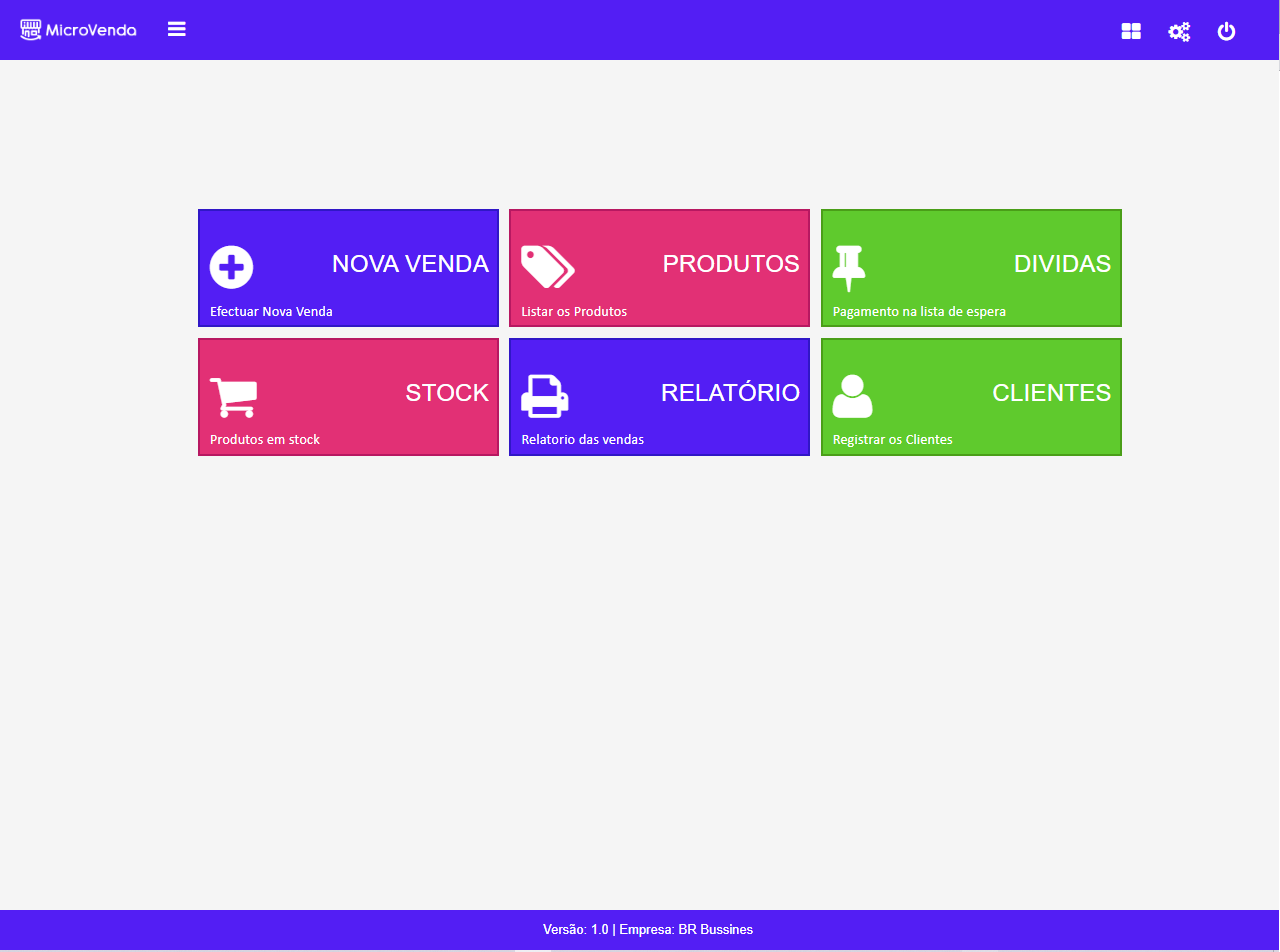 MicroVenda
NOVA VENDA
Efectuar Nova Venda
PRODUTOS
Listar os Produtos
DIVIDAS
Pagamento na lista de espera
STOCK
Produtos em stock
RELATÓRIO
Relatorio das vendas
CLIENTES
Registrar os Clientes
Versão: 1.0 | Empresa: BR Bussines